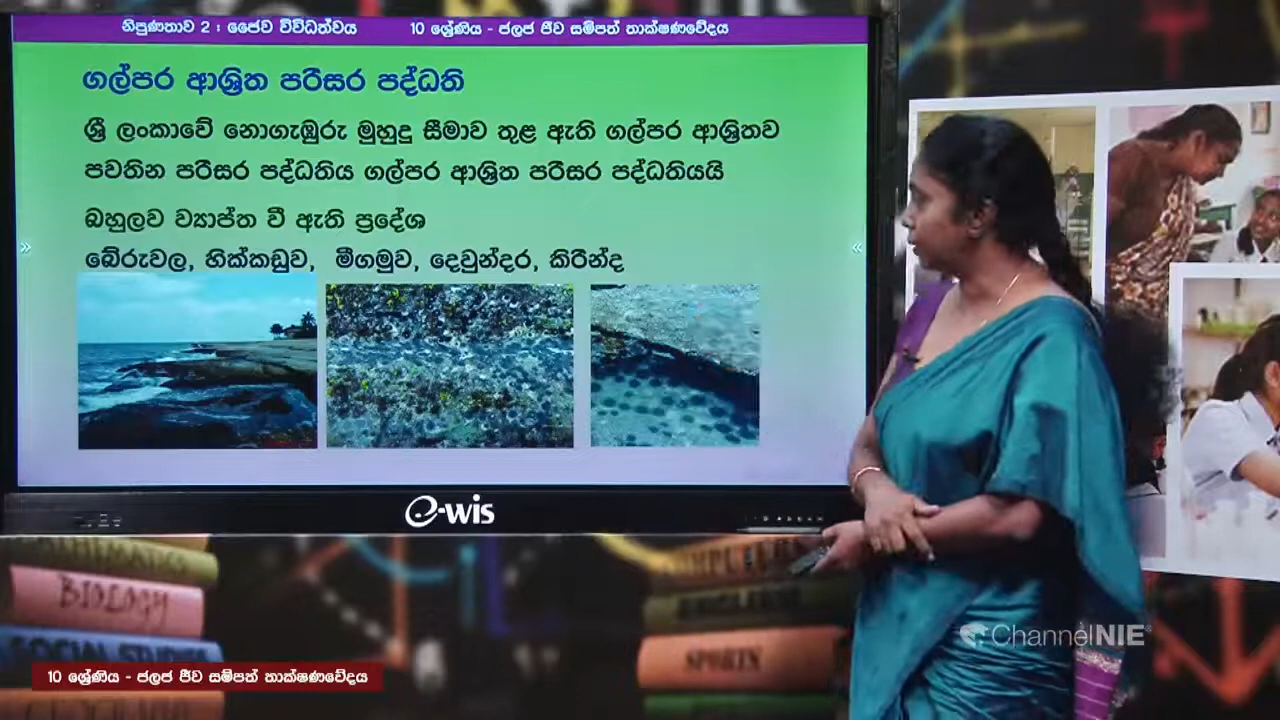 නිපුණතාව 2 : ජෛව විවිධත්වය 10 ශ්‍රේණිය - ජලජ ජීව සම්පත් තාක්ෂණවේදය
ගල්පර ආශ්‍රිත පරිසර පද්ධති
ශ්‍රී ලංකාවේ නොගැඹුරු මුහුදු සීමාව තුළ ඇති ගල්පර ආශ්‍රිතව
පවතින පරිසර පද්ධතිය ගල්පර ආශ්‍රිත පරිසර පද්ධතියයි
බහුලව ව්‍යාප්ත වී ඇති ප්‍රදේශ
බේරුවල, හික්කඩුව, මීගමුව, දෙවුන්දර, කිරින්ද
e-wis
MATHEMATICS
BIOLOGY
SOCIAL STUDIES
GEOGRAPHY
SPORTS
ChannelNIE
10 ශ්‍රේණිය - ජලජ ජීව සම්පත් තාක්ෂණවේදය